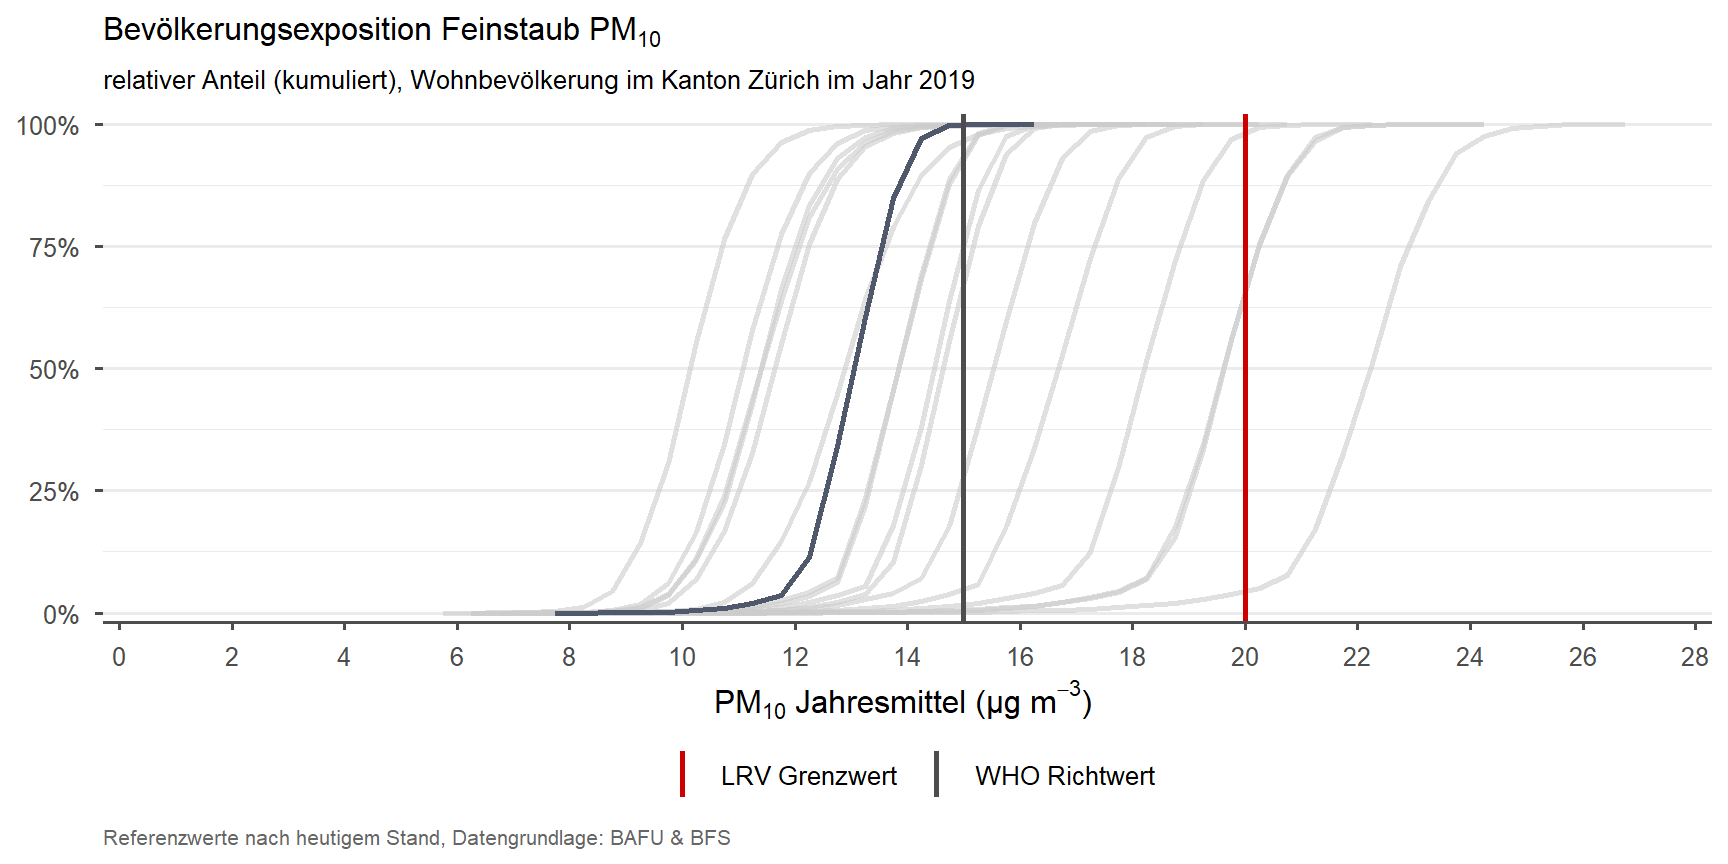 Bevölkerungsexposition Feinstaub PM₁₀
relativer Anteil (kumuliert), Wohnbevölkerung im Kanton Zürich im Jahr 2019
100%
75%
50%
25%
0%
0 2 4 6 8 10 12 14 16 18 20 22 24 26 28
PM₁₀ Jahresmittel (µg m⁻³)
LRV Grenzwert WHO Richtwert
Referenzwerte nach heutigem Stand, Datengrundlage: BAFU & BFS